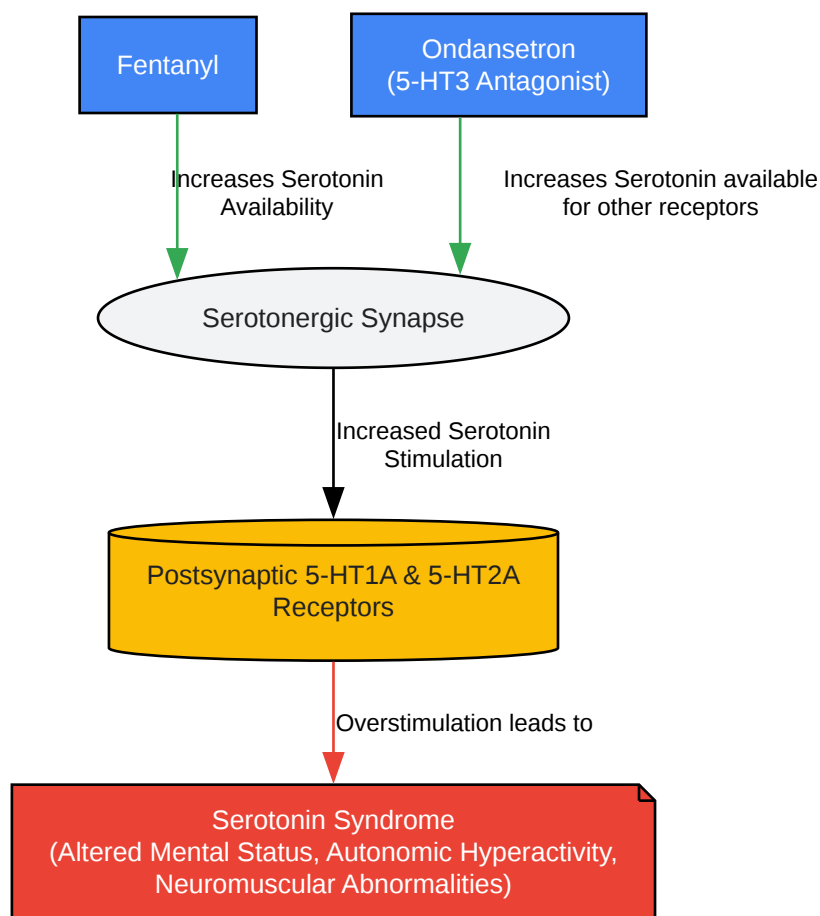 Fentanyl
Ondansetron
(5-HT3 Antagonist)
Increases Serotonin
Availability
Increases Serotonin available
for other receptors
Serotonergic Synapse
Increased Serotonin
Stimulation
Postsynaptic 5-HT1A & 5-HT2A
Receptors
Overstimulation leads to
Serotonin Syndrome
(Altered Mental Status, Autonomic Hyperactivity,
Neuromuscular Abnormalities)